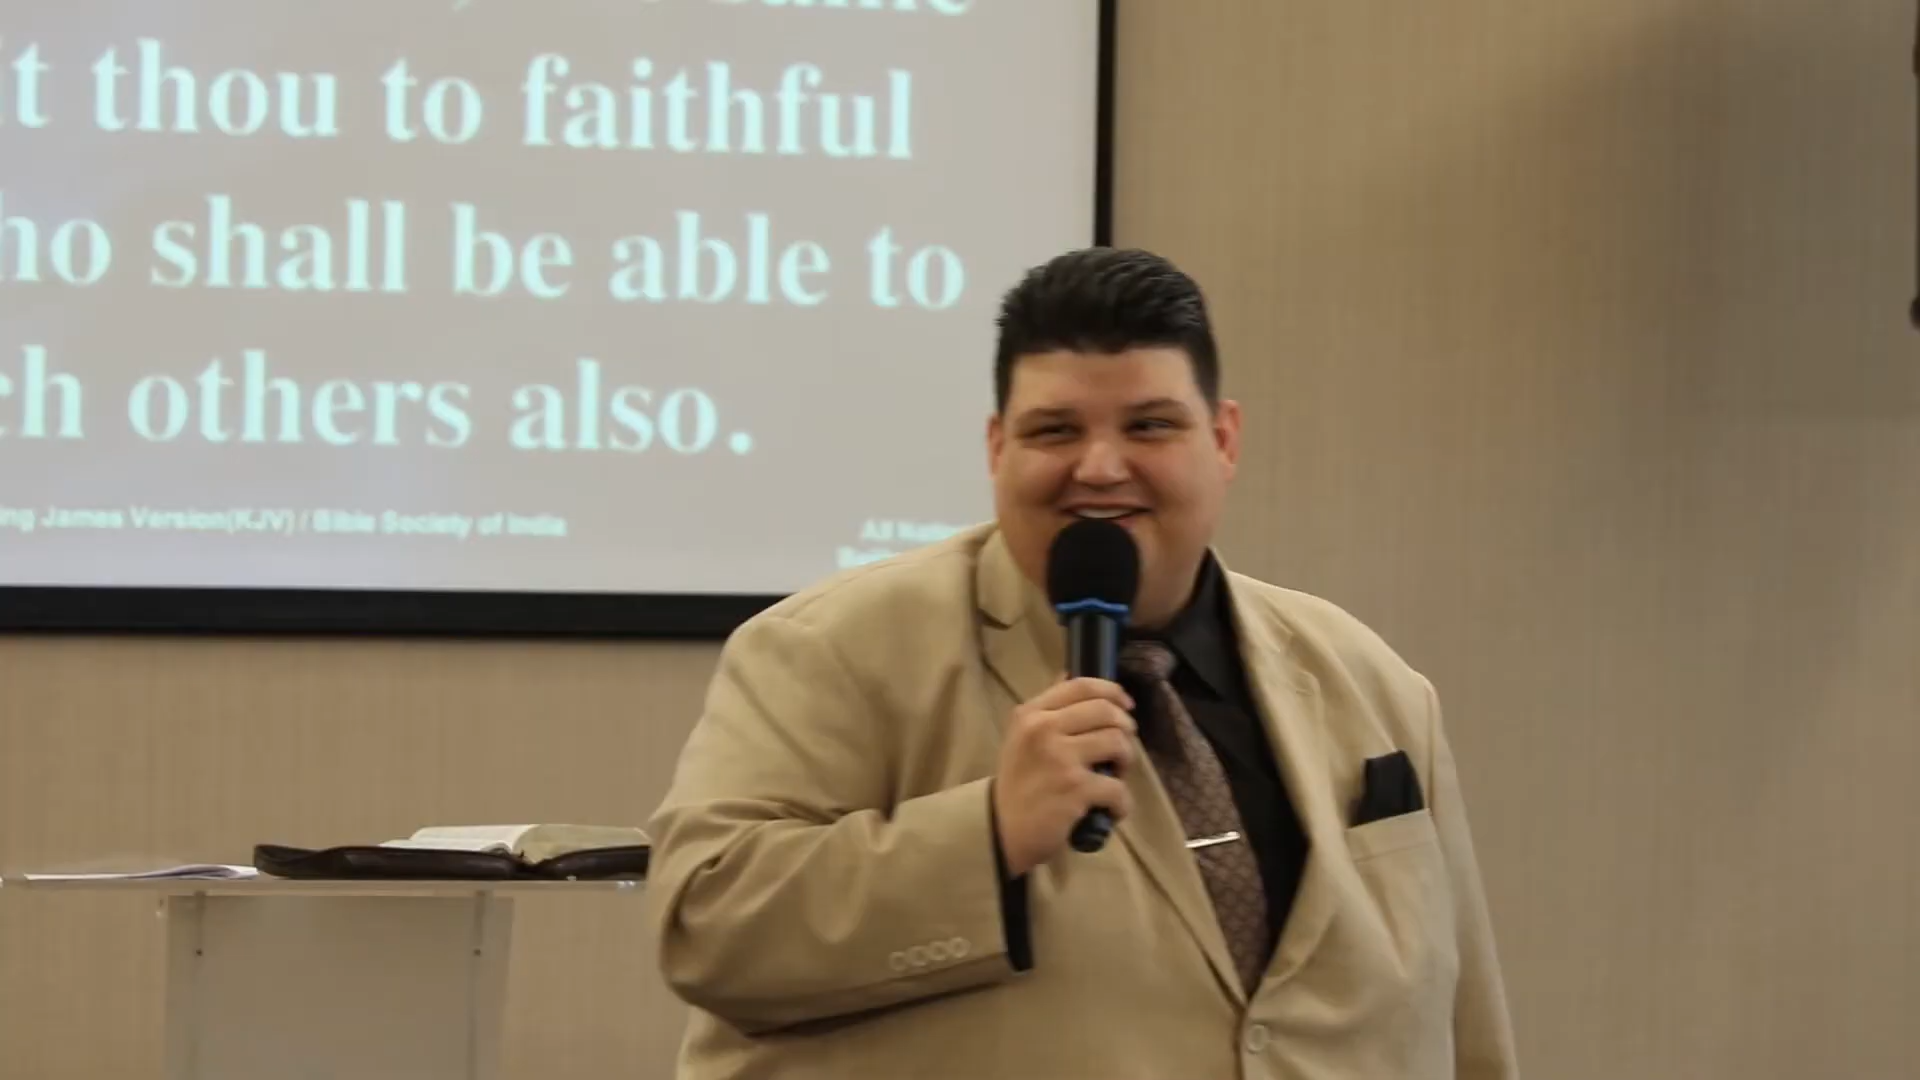 it thou to faithful
ho shall be able to
ch others also.
ing James Version(KJV) / Bible Society of India
All